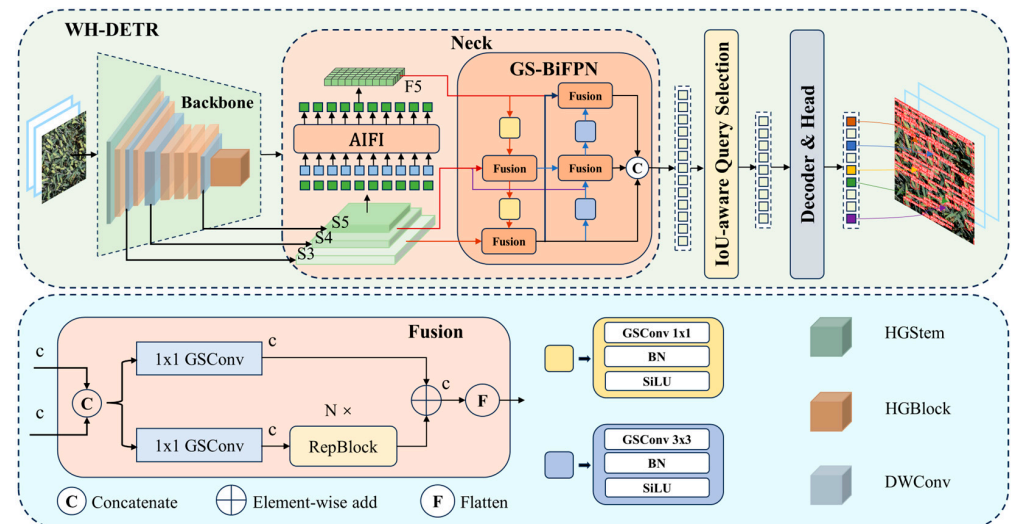 WH-DETR
Neck
GS-BiFPN
Backbone
F5
AIFI
Fusion
Fusion
Fusion
Fusion
C
S5
S4
S3
IoU-aware Query Selection
Decoder & Head
Fusion
c
c
C
1x1 GSConv
c
1x1 GSConv
c
N ×
RepBlock
c
F
C Concatenate
Element-wise add
F Flatten
GSConv 1x1
BN
SiLU
GSConv 3x3
BN
SiLU
HGStem
HGBlock
DWConv